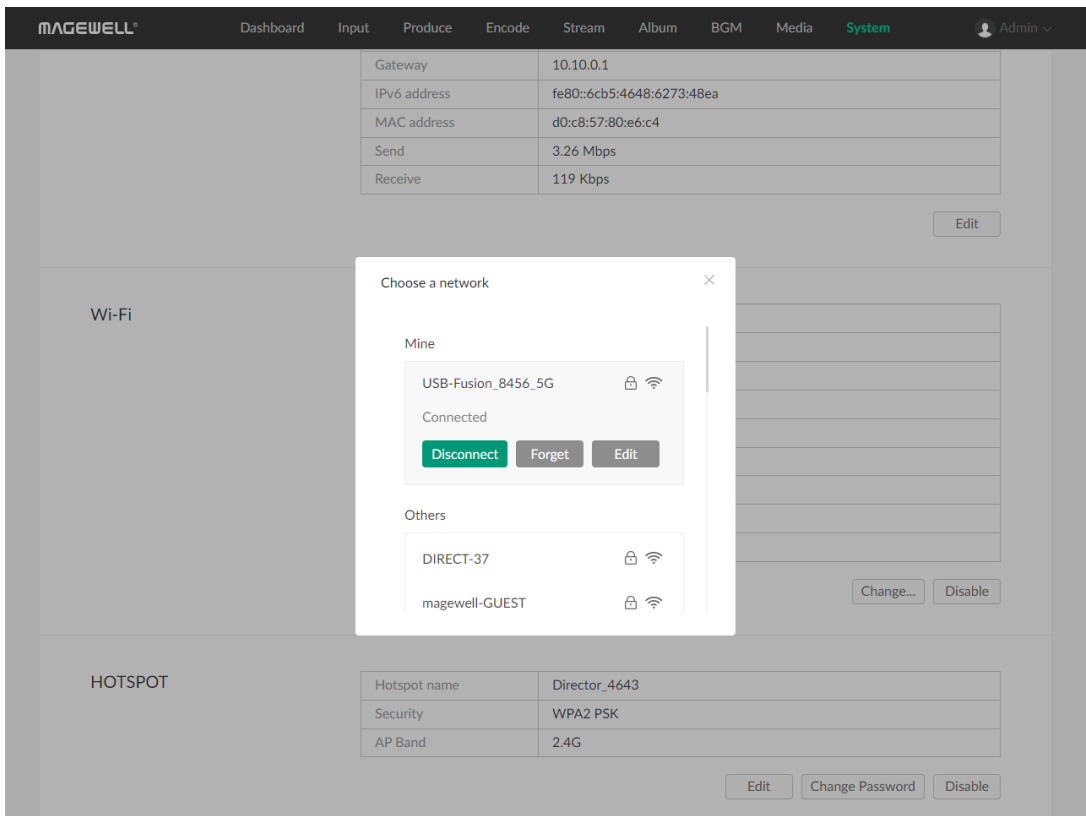 MAGEWELL® Dashboard Input Produce Encode Stream Album BGM Media System Admin
Gateway 10.10.0.1
IPv6 address fe80::6cb5:4648:6273:48ea
MAC address d0:c8:57:80:e6:c4
Send 3.26 Mbps
Receive 119 Kbps
Edit
Wi-Fi
Choose a network
Mine
USB-Fusion_8456_5G
Connected
Disconnect Forget Edit
Others
DIRECT-37
magewell-GUEST
Change... Disable
HOTSPOT
Hotspot name Director_4643
Security WPA2 PSK
AP Band 2.4G
Edit Change Password Disable